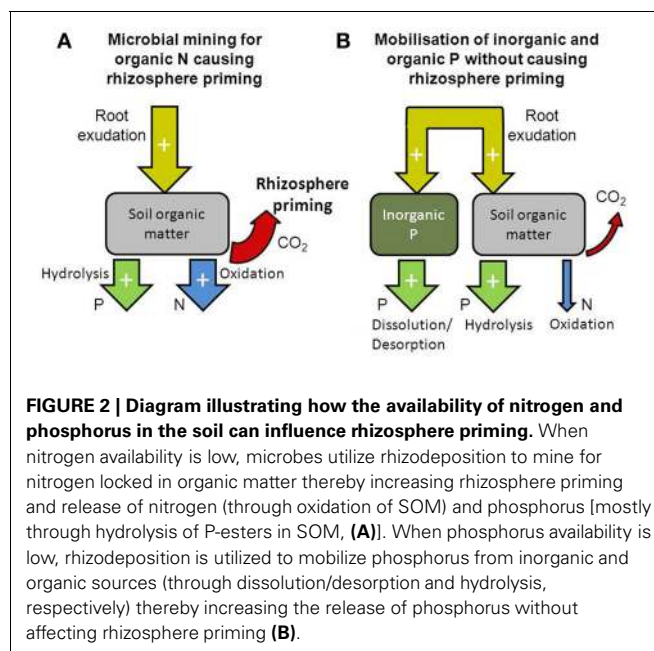 A
Microbial mining for
organic N causing
rhizosphere priming
Root
exudation
+
Soil organic
matter
Rhizosphere
priming
CO₂
Hydrolysis
+
+
Oxidation
P
N
B
Mobilisation of inorganic and
organic P without causing
rhizosphere priming
Root
exudation
+
+
Inorganic
P
Soil organic
matter
CO₂
+
+
P
Dissolution/
Desorption
P
Hydrolysis
N
Oxidation
FIGURE 2 | Diagram illustrating how the availability of nitrogen and
phosphorus in the soil can influence rhizosphere priming. When
nitrogen availability is low, microbes utilize rhizodeposition to mine for
nitrogen locked in organic matter thereby increasing rhizosphere priming
and release of nitrogen (through oxidation of SOM) and phosphorus [mostly
through hydrolysis of P-esters in SOM, (A)]. When phosphorus availability is
low, rhizodeposition is utilized to mobilize phosphorus from inorganic and
organic sources (through dissolution/desorption and hydrolysis,
respectively) thereby increasing the release of phosphorus without
affecting rhizosphere priming (B).